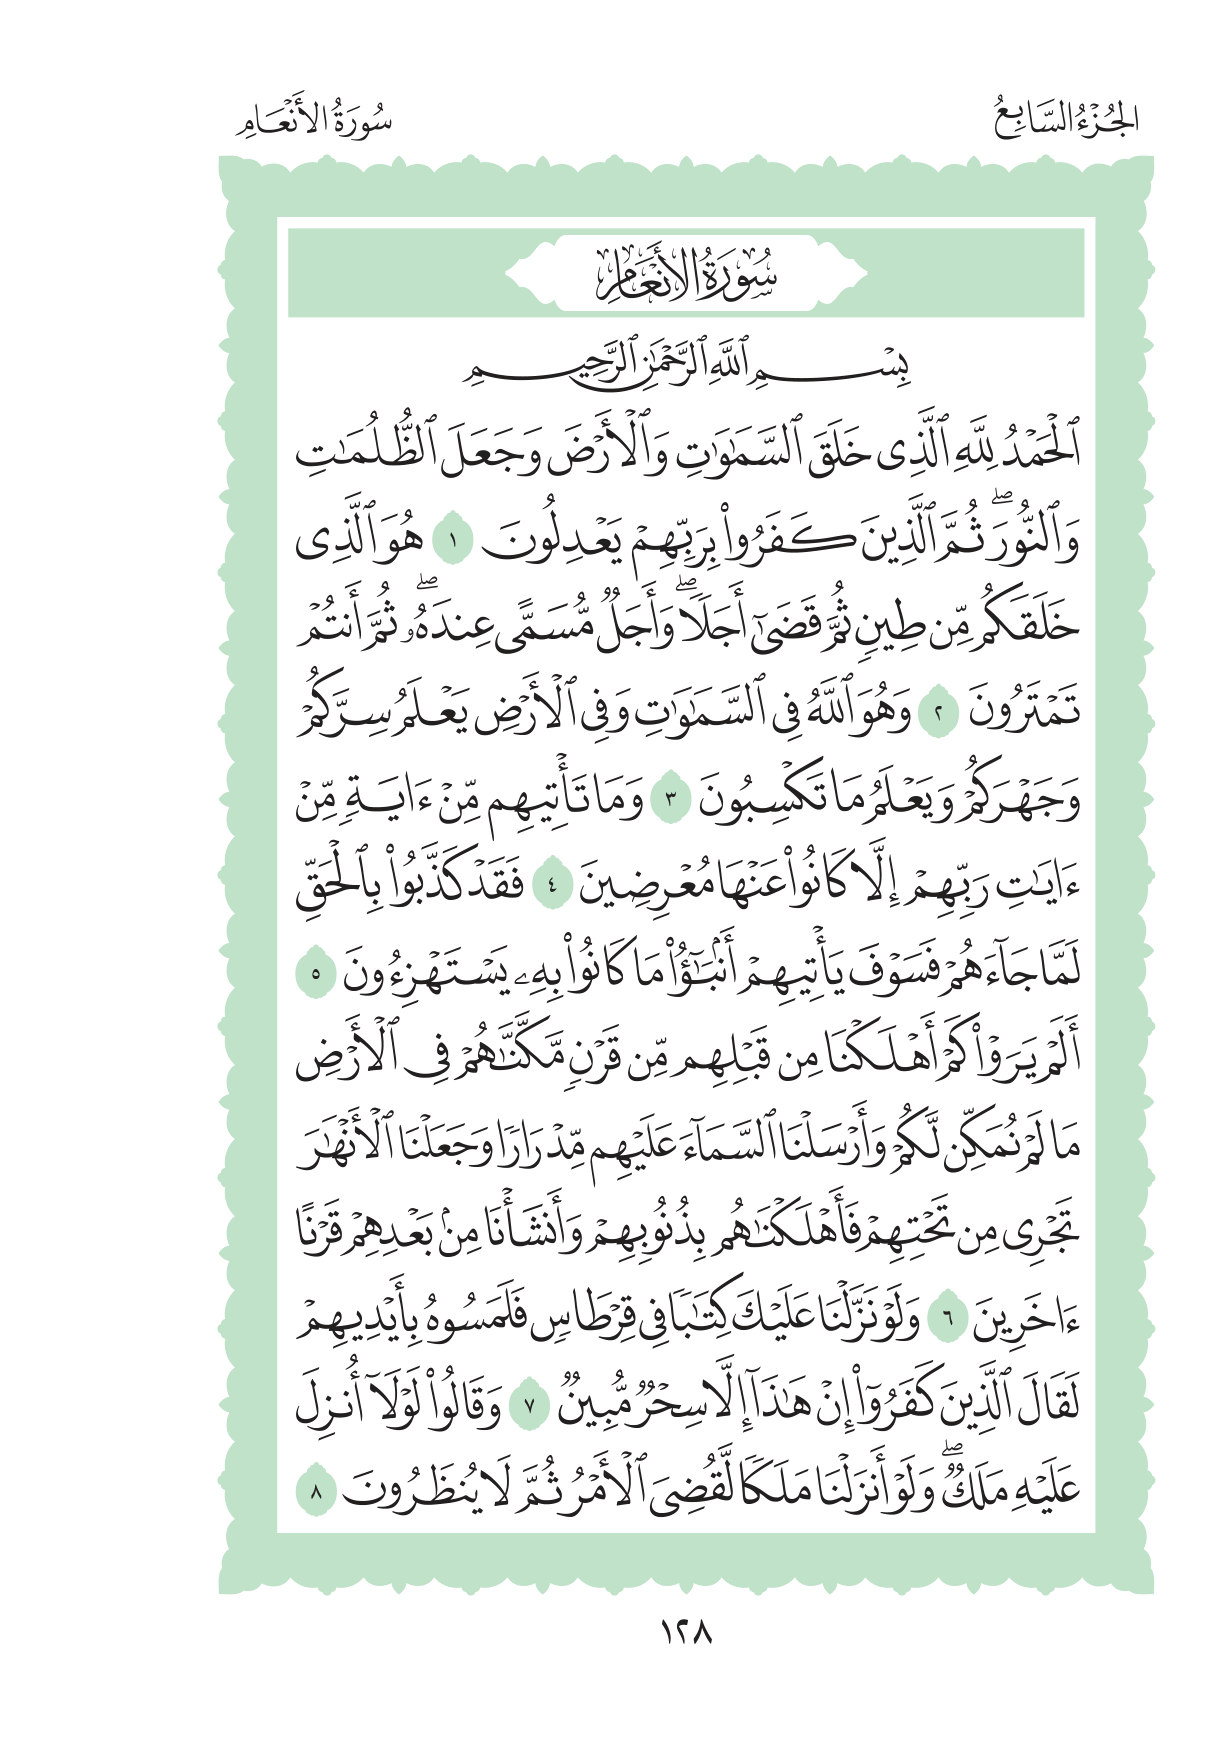 الجُزْءُ السَّابِعُ
سُورَةُ الأَنْعَامِ
سُورَةُ الأَنْعَامِ
بِسْمِ ٱللَّهِ ٱلرَّحْمَٰنِ ٱلرَّحِيمِ
ٱلْحَمْدُ لِلَّهِ ٱلَّذِى خَلَقَ ٱلسَّمَٰوَٰتِ وَٱلْأَرْضَ وَجَعَلَ ٱلظُّلُمَٰتِ
وَٱلنُّورَۖ ثُمَّ ٱلَّذِينَ كَفَرُوا۟ بِرَبِّهِمْ يَعْدِلُونَ ١ هُوَ ٱلَّذِى
خَلَقَكُم مِّن طِينٍ ثُمَّ قَضَىٰٓ أَجَلًاۖ وَأَجَلٌ مُّسَمًّى عِندَهُۥۖ ثُمَّ أَنتُمْ
تَمْتَرُونَ ٢ وَهُوَ ٱللَّهُ فِى ٱلسَّمَٰوَٰتِ وَفِى ٱلْأَرْضِ يَعْلَمُ سِرَّكُمْ
وَجَهْرَكُمْ وَيَعْلَمُ مَا تَكْسِبُونَ ٣ وَمَا تَأْتِيهِم مِّنْ ءَايَةٍ مِّنْ
ءَايَٰتِ رَبِّهِمْ إِلَّا كَانُوا۟ عَنْهَا مُعْرِضِينَ ٤ فَقَدْ كَذَّبُوا۟ بِٱلْحَقِّ
لَمَّا جَآءَهُمْ فَسَوْفَ يَأْتِيهِمْ أَنۢبَٰٓؤُا۟ مَا كَانُوا۟ بِهِۦ يَسْتَهْزِءُونَ ٥
أَلَمْ يَرَوْا۟ كَمْ أَهْلَكْنَا مِن قَبْلِهِم مِّن قَرْنٍ مَّكَّنَّٰهُمْ فِى ٱلْأَرْضِ
مَا لَمْ نُمَكِّن لَّكُمْ وَأَرْسَلْنَا ٱلسَّمَآءَ عَلَيْهِم مِّدْرَارًا وَجَعَلْنَا ٱلْأَنْهَٰرَ
تَجْرِى مِن تَحْتِهِمْ فَأَهْلَكْنَٰهُم بِذُنُوبِهِمْ وَأَنشَأْنَا مِنۢ بَعْدِهِمْ قَرْنًا
ءَاخَرِينَ ٦ وَلَوْ نَزَّلْنَا عَلَيْكَ كِتَٰبًا فِى قِرْطَاسٍ فَلَمَسُوهُ بِأَيْدِيهِمْ
لَقَالَ ٱلَّذِينَ كَفَرُوٓا۟ إِنْ هَٰذَآ إِلَّا سِحْرٌ مُّبِينٌ ٧ وَقَالُوا۟ لَوْلَآ أُنزِلَ
عَلَيْهِ مَلَكٌۖ وَلَوْ أَنزَلْنَا مَلَكًا لَّقُضِىَ ٱلْأَمْرُ ثُمَّ لَا يُنظَرُونَ ٨
١٢٨